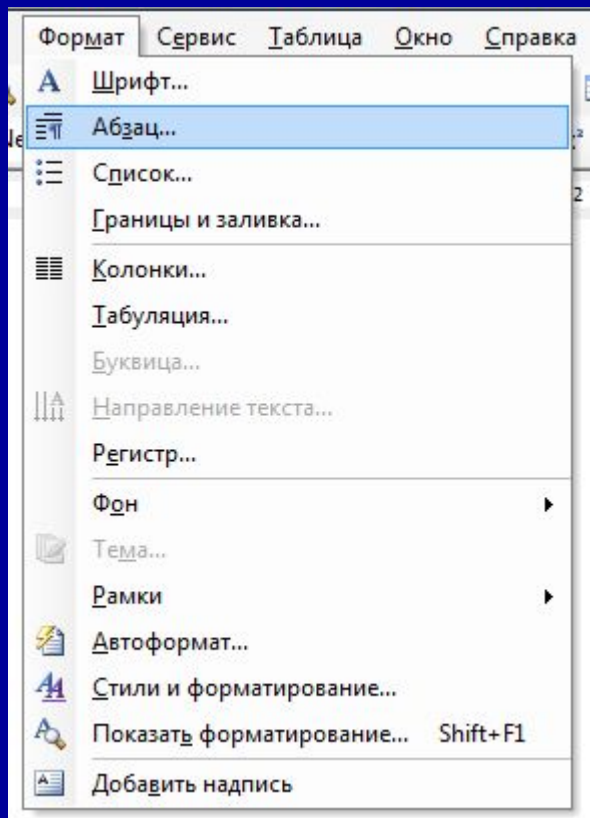 Формат Сервис Таблица Окно Справка
Шрифт...
Абзац...
Список...
Границы и заливка...
Колонки...
Табуляция...
Буквица...
Направление текста...
Регистр...
Фон
Тема...
Рамки
Автоформат...
Стили и форматирование...
Показать форматирование... Shift+F1
Добавить надпись
2